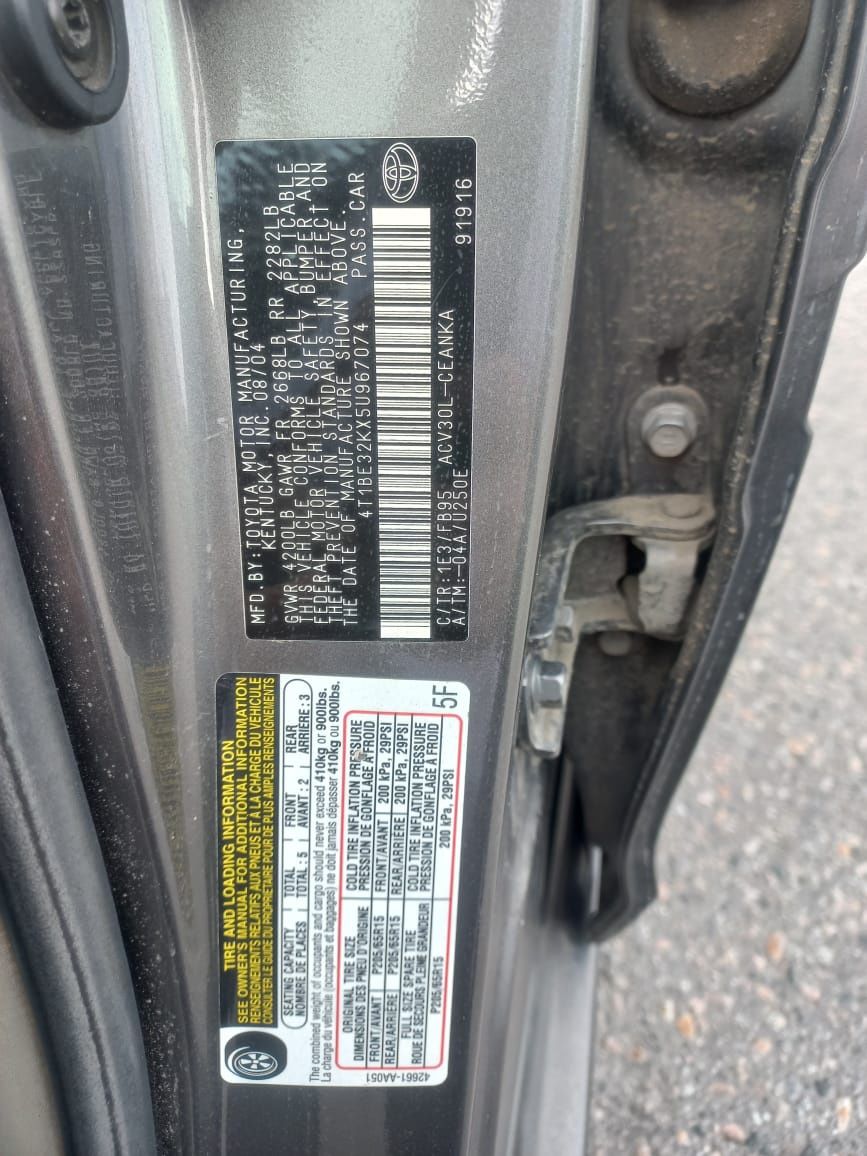 MFD.BY:TOYOTA MOTOR MANUFACTURING,
KENTUCKY, INC. 08/04
GVWR 4200LB GAWR FR 2668LB RR 2282LB
THIS VEHICLE CONFORMS TO ALL APPLICABLE
FEDERAL MOTOR VEHICLE SAFETY, BUMPER, AND
THEFT PREVENTION STANDARDS IN EFFECT ON
THE DATE OF MANUFACTURE SHOWN ABOVE.
4T1BE32KX5U967074 PASS.CAR
C/TR:1E3/FB95 ACV30L-CEANKA
A/TM:-04A/U250E 91916
TIRE AND LOADING INFORMATION
SEE OWNER'S MANUAL FOR ADDITIONAL INFORMATION
RENSEIGNEMENTS RELATIFS AUX PNEUS ET À LA CHARGE DU VÉHICULE
CONSULTER LE GUIDE DU PROPRIÉTAIRE POUR DE PLUS AMPLES RENSEIGNEMENTS
SEATING CAPACITY TOTAL FRONT REAR
NOMBRE DE PLACES TOTAL : 5 AVANT : 2 ARRIÈRE : 3
The combined weight of occupants and cargo should never exceed 410kg or 900lbs.
La charge du véhicule (occupants et bagages) ne doit jamais dépasser 410kg ou 900lbs.
ORIGINAL TIRE SIZE COLD TIRE INFLATION PRESSURE
DIMENSIONS DES PNEU D'ORIGINE PRESSION DE GONFLAGE À FROID
FRONT/AVANT P205/65R15 FRONT/AVANT 200 kPa, 29PSI
REAR/ARRIÈRE P205/65R15 REAR/ARRIÈRE 200 kPa, 29PSI
FULL SIZE SPARE TIRE COLD TIRE INFLATION PRESSURE
ROUE DE SECOURS PLEINE GRANDEUR PRESSION DE GONFLAGE À FROID
P205/65R15 200 kPa, 29PSI
42661-AA051 5F